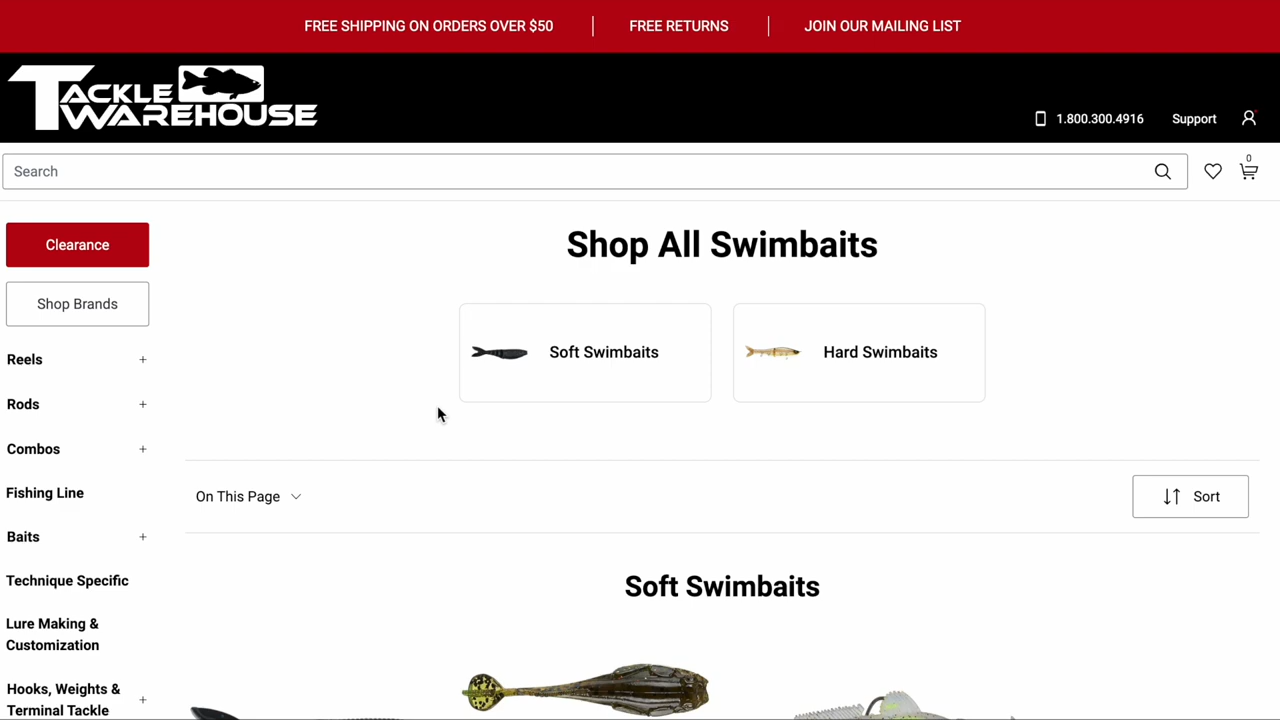 FREE SHIPPING ON ORDERS OVER $50
FREE RETURNS
JOIN OUR MAILING LIST
TACKLE
WAREHOUSE
1.800.300.4916
Support
Search
0
Clearance
Shop Brands
Reels
Rods
Combos
Fishing Line
Baits
Technique Specific
Lure Making &
Customization
Hooks, Weights &
Terminal Tackle
Shop All Swimbaits
Soft Swimbaits
Hard Swimbaits
On This Page
Sort
Soft Swimbaits